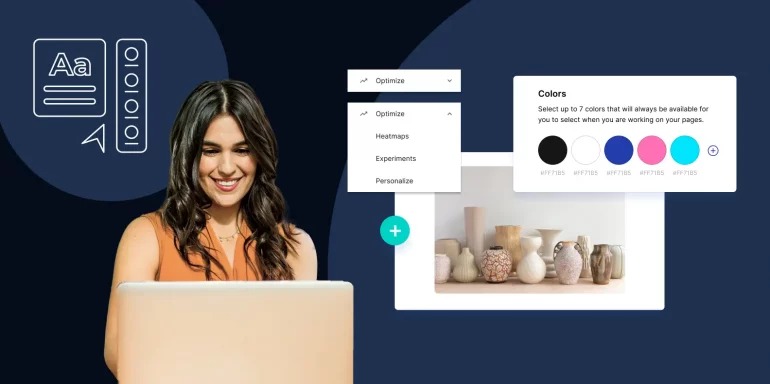 Aa
Optimize
Optimize
Heatmaps
Experiments
Personalize
Colors
Select up to 7 colors that will always be available for
you to select when you are working on your pages.
#FF71B5 #FF71B5 #FF71B5 #FF71B5 #FF71B5